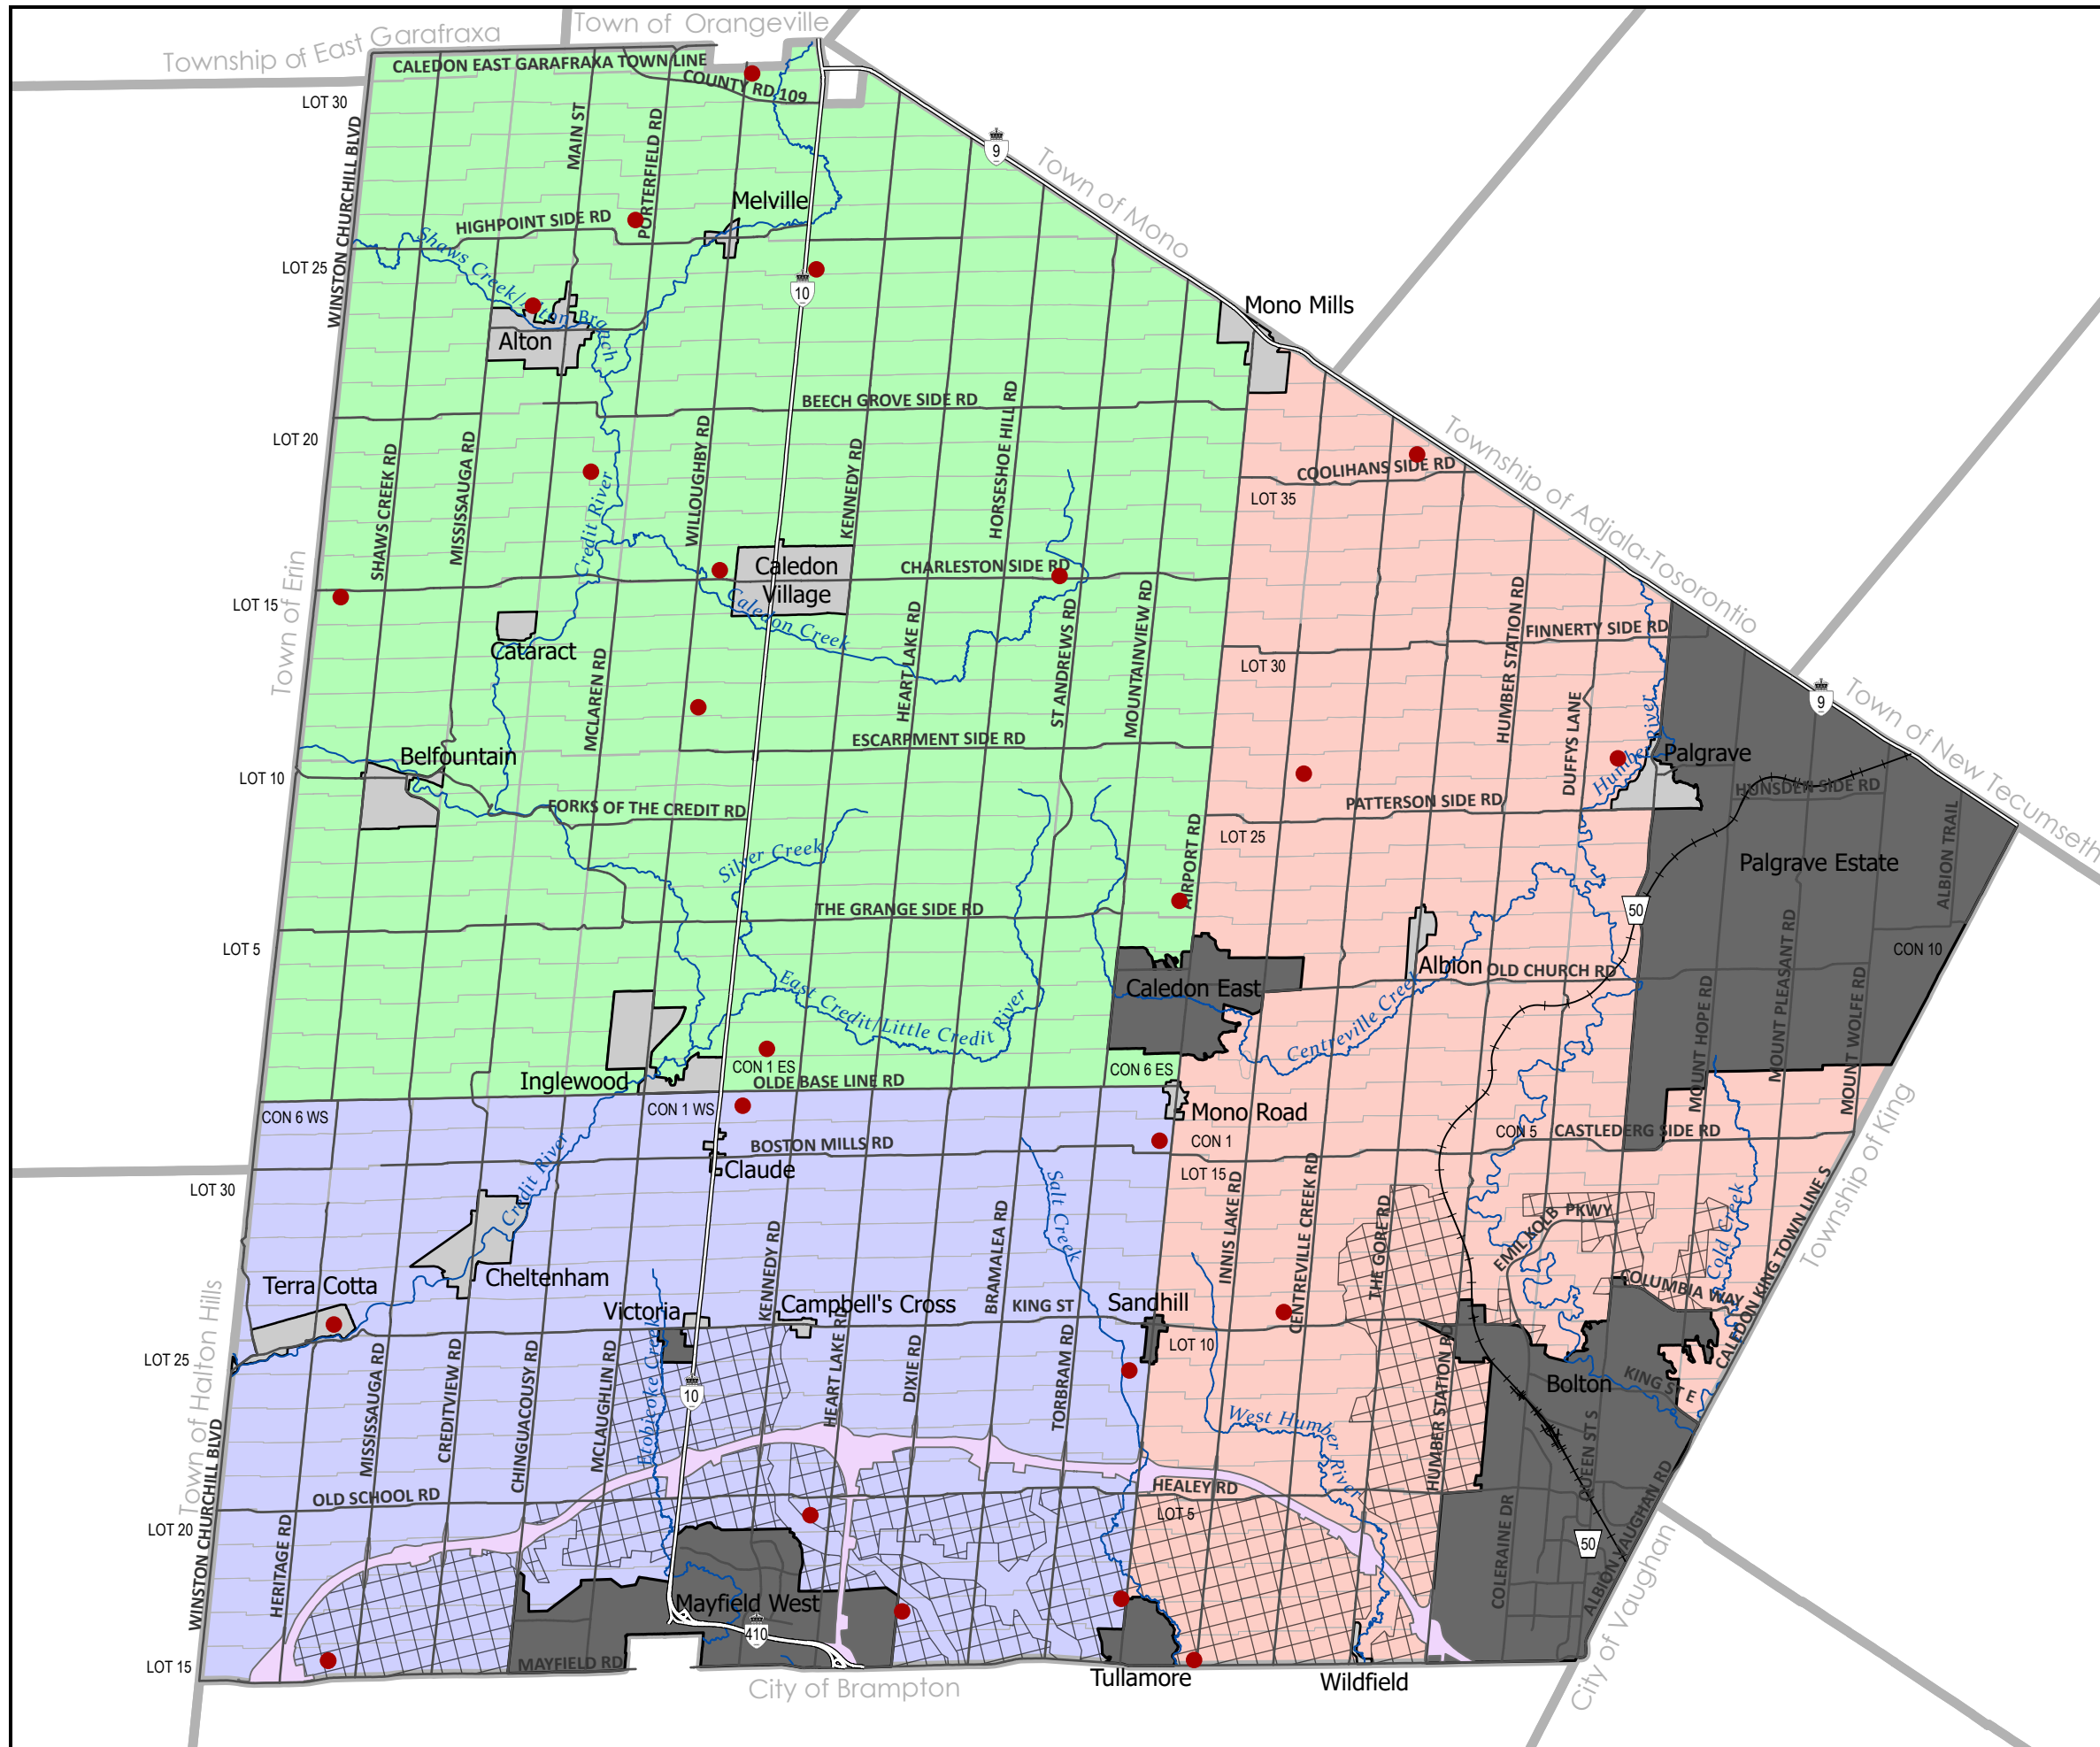 Town of Orangeville
Township of East Garafraxa
CALEDON EAST GARAFRAXA TOWN LINE
COUNTY RD 109
LOT 30
MAIN ST
PORTERFIELD RD
WINSTON CHURCHILL BLVD
9
Town of Mono
Melville
HIGHPOINT SIDE RD
Shaws Creek/Alton Branch
LOT 25
10
Mono Mills
Alton
BEECH GROVE SIDE RD
HORSESHOE HILL RD
LOT 20
SHAWS CREEK RD
MISSISSAUGA RD
WILLOUGHBY RD
KENNEDY RD
COOLIHANS SIDE RD
LOT 35
Township of Adjala-Tosorontio
Credit River
Caledon
Village
CHARLESTON SIDE RD
LOT 15
Town of Erin
Caledon Creek
HEART LAKE RD
ST ANDREWS RD
MOUNTAINVIEW RD
HUMBER STATION RD
FINNERTY SIDE RD
Cataract
MCLAREN RD
LOT 30
DUFFYS LANE
Humber River
9
Town of New Tecumseth
ESCARPMENT SIDE RD
Belfountain
Palgrave
LOT 10
HUNSDEN SIDE RD
FORKS OF THE CREDIT RD
PATTERSON SIDE RD
LOT 25
AIRPORT RD
Silver Creek
Palgrave Estate
ALBION TRAIL
THE GRANGE SIDE RD
50
LOT 5
CON 10
Albion
OLD CHURCH RD
Caledon East
East Credit/Little Credit River
Centreville Creek
MOUNT HOPE RD
MOUNT PLEASANT RD
MOUNT WOLFE RD
CON 1 ES
CON 6 ES
Inglewood
OLDE BASE LINE RD
CON 6 WS
CON 1 WS
Mono Road
CON 5
CASTLEDERG SIDE RD
CON 1
BOSTON MILLS RD
Claude
LOT 15
Township of King
Credit River
LOT 30
Salt Creek
INNIS LAKE RD
CENTREVILLE CREEK RD
THE GORE RD
EMIL KOLB
PKWY
Cold Creek
CALEDON KING TOWN LINE S
COLUMBIA WAY
Terra Cotta
Cheltenham
KENNEDY RD
BRAMALEA RD
Victoria
Campbell's Cross
KING ST
Sandhill
LOT 10
Town of Halton Hills
LOT 25
MISSISSAUGA RD
CREDITVIEW RD
CHINGUACOUSY RD
MCLAUGHLIN RD
Etobicoke Creek
10
HEART LAKE RD
DIXIE RD
TORBRAM RD
HUMBER STATION RD
Bolton
KING ST E
West Humber River
QUEEN ST S
WINSTON CHURCHILL BLVD
OLD SCHOOL RD
HEALEY RD
LOT 5
LOT 20
HERITAGE RD
COLERAINE DR
50
ALBION VAUGHAN RD
City of Vaughan
Mayfield West
410
LOT 15
MAYFIELD RD
City of Brampton
Tullamore
Wildfield